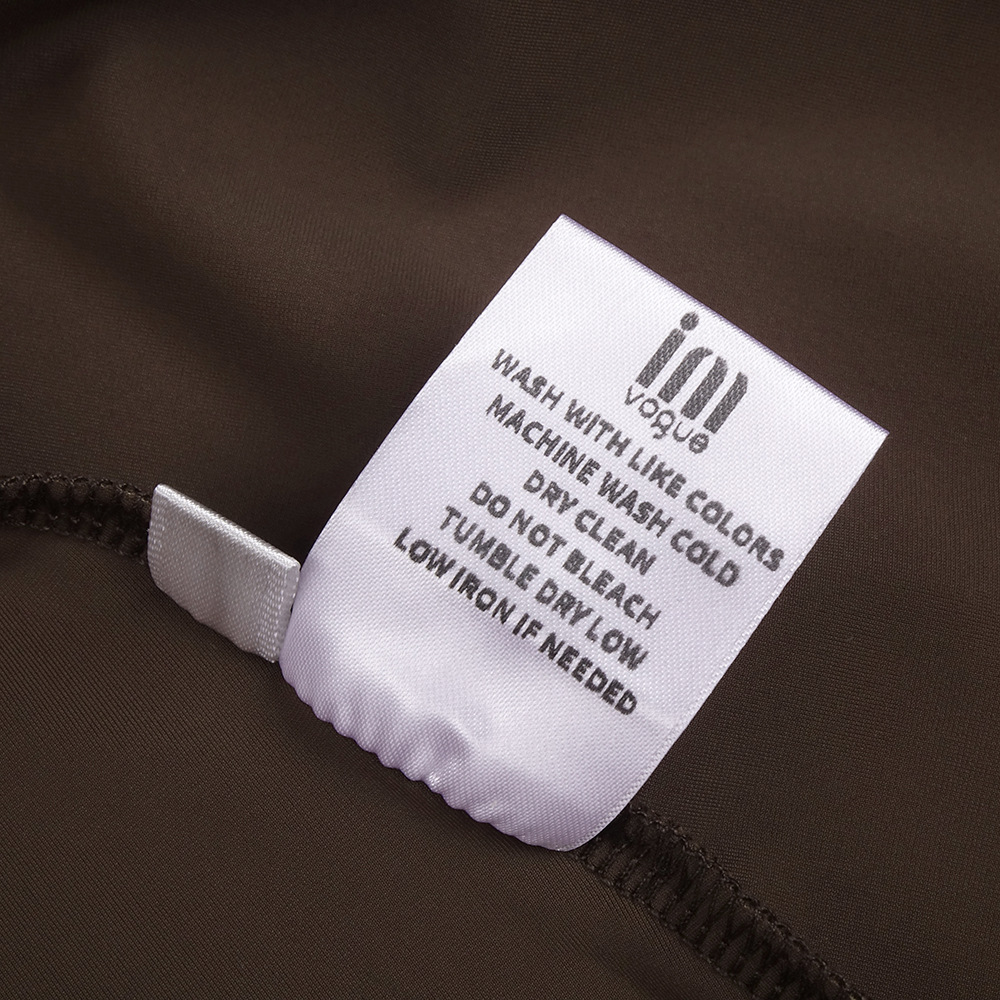 im
vogue
WASH WITH LIKE COLORS
MACHINE WASH COLD
DRY CLEAN
DO NOT BLEACH
TUMBLE DRY LOW
LOW IRON IF NEEDED